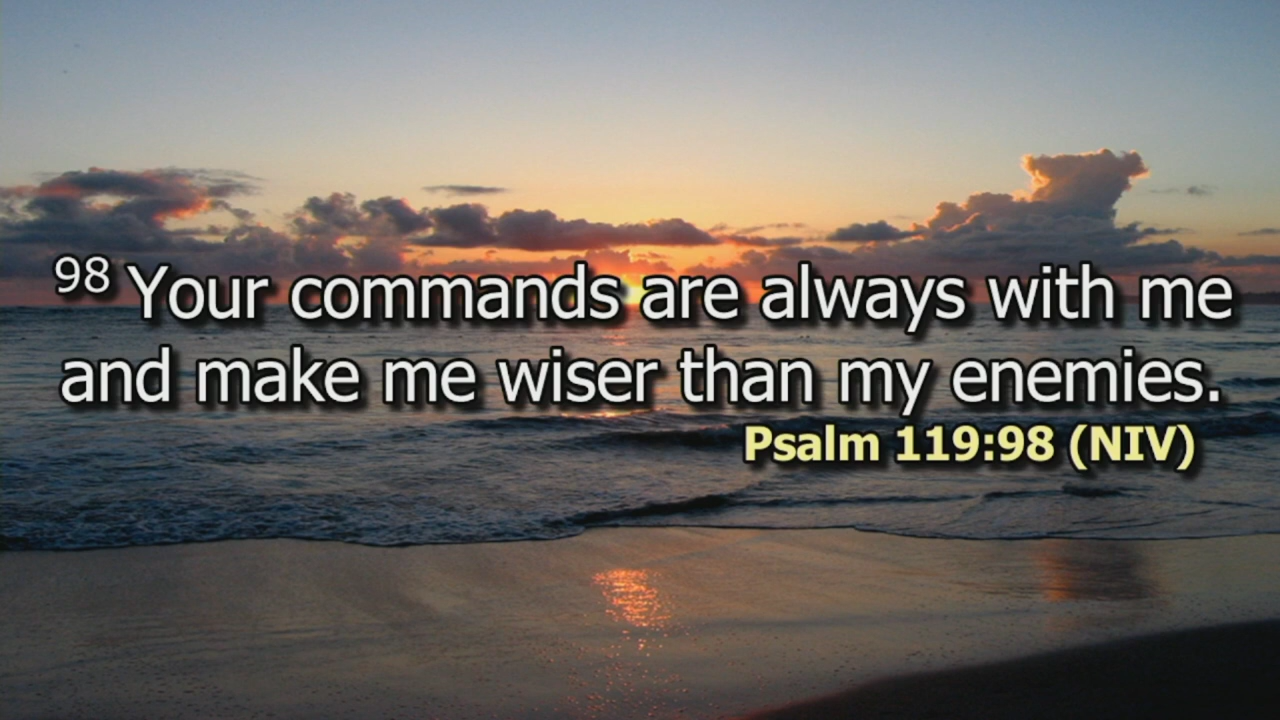 98 Your commands are always with me
and make me wiser than my enemies.
Psalm 119:98 (NIV)